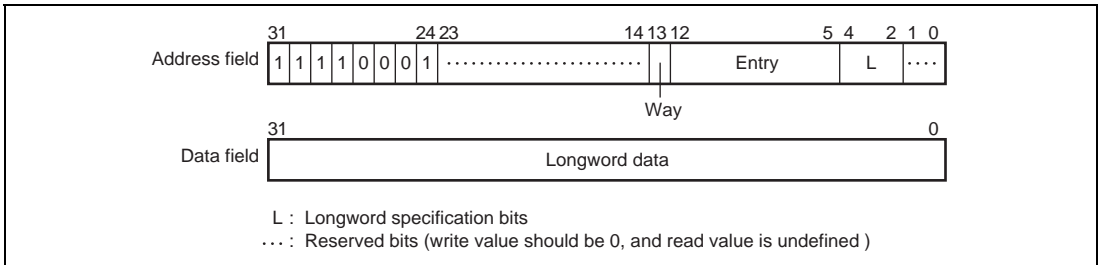 31 24 23 14 13 12 5 4 2 1 0
Address field 1 1 1 1 0 0 0 1 ······················· Entry L ····
Way
31 0
Data field Longword data
L : Longword specification bits
··· : Reserved bits (write value should be 0, and read value is undefined )